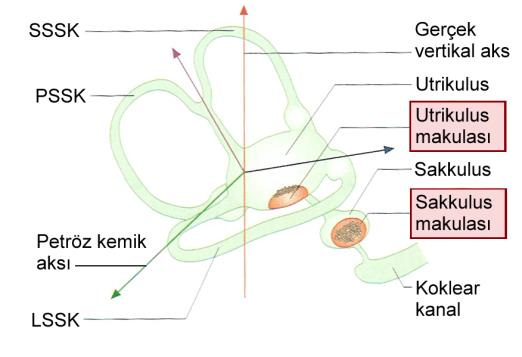 SSSK
PSSK
Petröz kemik
aksı
LSSK
Gerçek
vertikal aks
Utrikulus
Utrikulus
makulası
Sakkulus
Sakkulus
makulası
Koklear
kanal